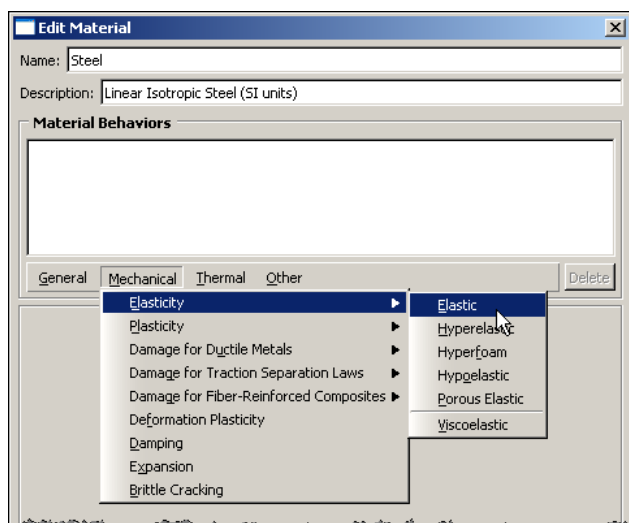 Edit Material
Name: Steel
Description: Linear Isotropic Steel (SI units)
Material Behaviors
General Mechanical Thermal Other Delete
Elasticity
Plasticity
Damage for Ductile Metals
Damage for Traction Separation Laws
Damage for Fiber-Reinforced Composites
Deformation Plasticity
Damping
Expansion
Brittle Cracking
Elastic
Hyperelastic
Hyperfoam
Hypoelastic
Porous Elastic
Viscoelastic